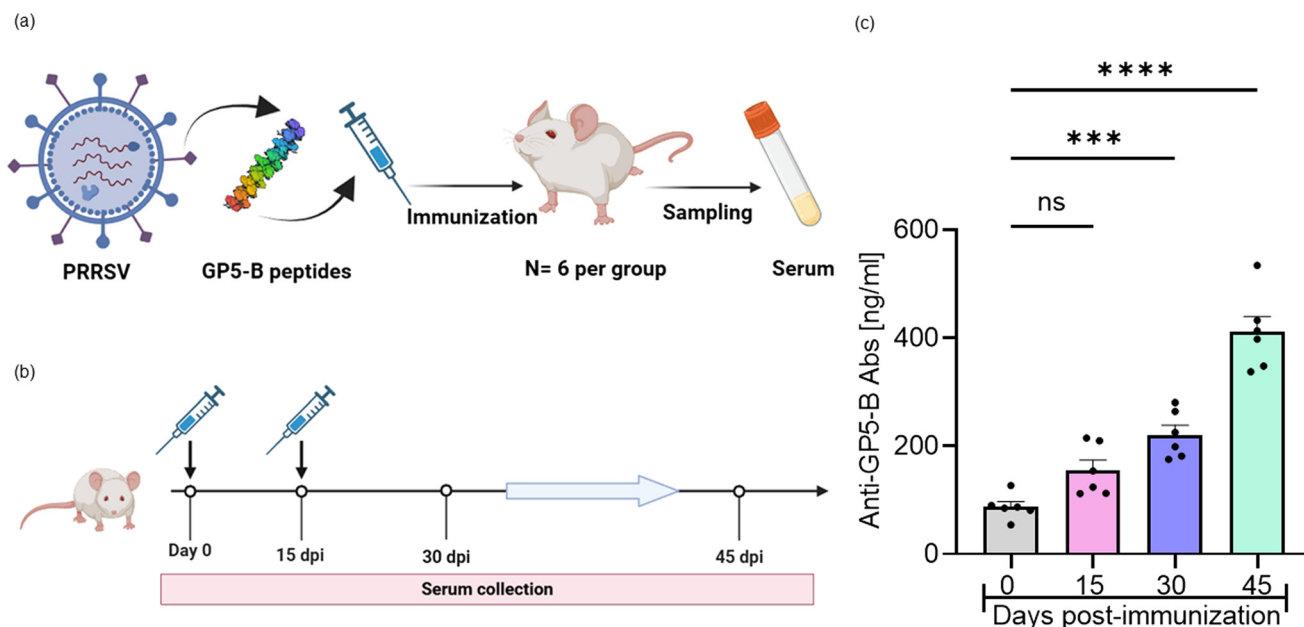 (a)
PRRSV
GP5-B peptides
Immunization
N= 6 per group
Sampling
Serum
(b)
Day 0
15 dpi
30 dpi
45 dpi
Serum collection
(c)
****
***
ns
Anti-GP5-B Abs [ng/ml]
600
400
200
0
0 15 30 45
Days post-immunization